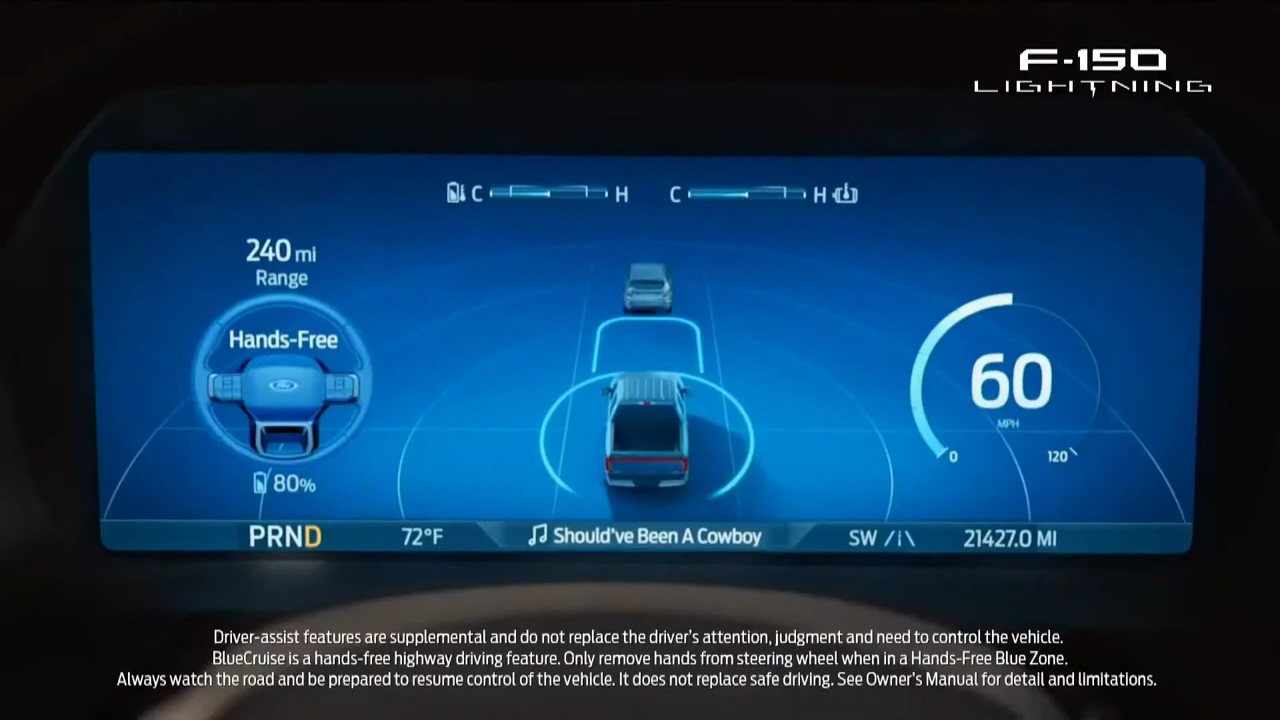 F-150
LIGHTNING
C H C H
240 mi
Range
Hands-Free
Ford
80%
60
MPH
0 120
PRND 72°F Should've Been A Cowboy SW 21427.0 MI
Driver-assist features are supplemental and do not replace the driver's attention, judgment and need to control the vehicle.
BlueCruise is a hands-free highway driving feature. Only remove hands from steering wheel when in a Hands-Free Blue Zone.
Always watch the road and be prepared to resume control of the vehicle. It does not replace safe driving. See Owner's Manual for detail and limitations.